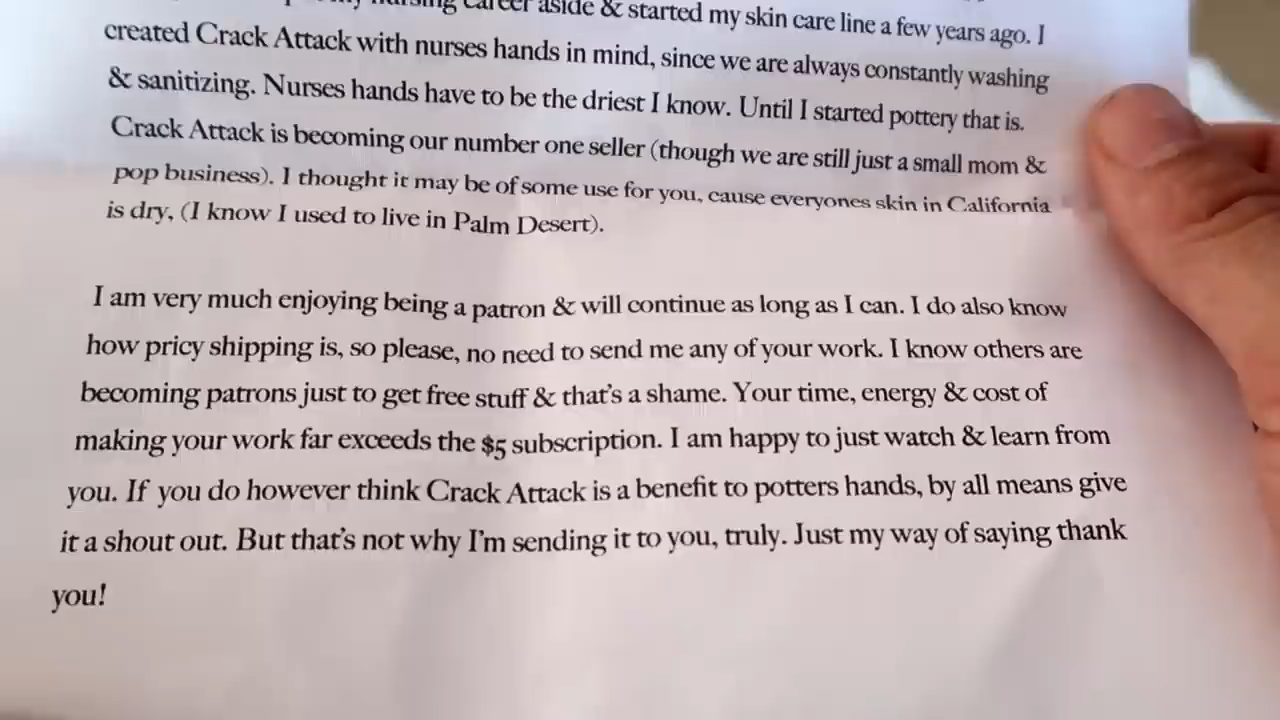 nursing career aside & started my skin care line a few years ago. I
created Crack Attack with nurses hands in mind, since we are always constantly washing
& sanitizing. Nurses hands have to be the driest I know. Until I started pottery that is.
Crack Attack is becoming our number one seller (though we are still just a small mom &
pop business). I thought it may be of some use for you, cause everyones skin in California
is dry, (I know I used to live in Palm Desert).
I am very much enjoying being a patron & will continue as long as I can. I do also know
how pricy shipping is, so please, no need to send me any of your work. I know others are
becoming patrons just to get free stuff & that's a shame. Your time, energy & cost of
making your work far exceeds the $5 subscription. I am happy to just watch & learn from
you. If you do however think Crack Attack is a benefit to potters hands, by all means give
it a shout out. But that's not why I'm sending it to you, truly. Just my way of saying thank
you!